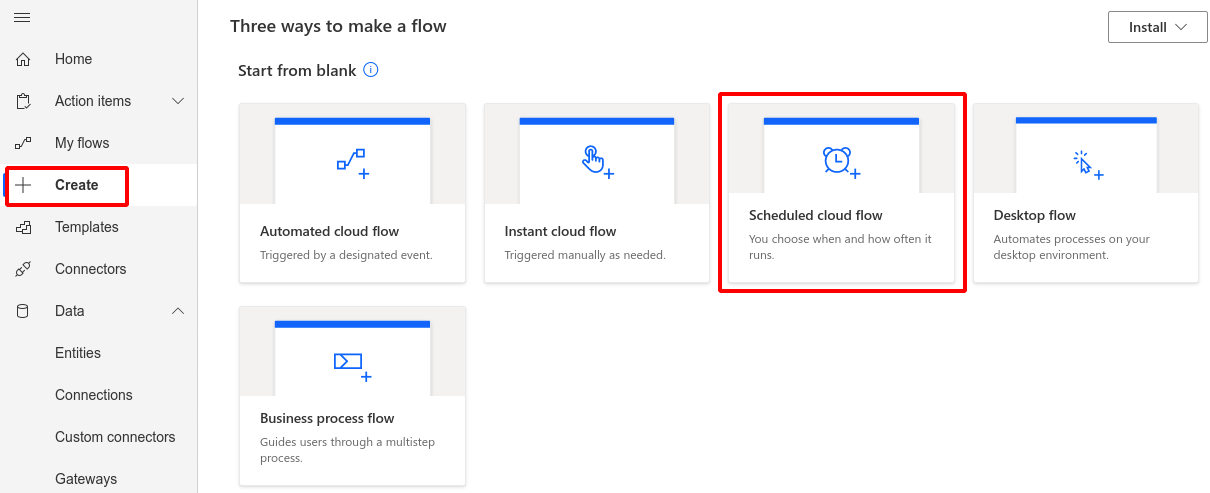 Home
Action items
My flows
Create
Templates
Connectors
Data
Entities
Connections
Custom connectors
Gateways
Three ways to make a flow
Install
Start from blank
Automated cloud flow
Triggered by a designated event.
Instant cloud flow
Triggered manually as needed.
Scheduled cloud flow
You choose when and how often it
runs.
Desktop flow
Automates processes on your
desktop environment.
Business process flow
Guides users through a multistep
process.